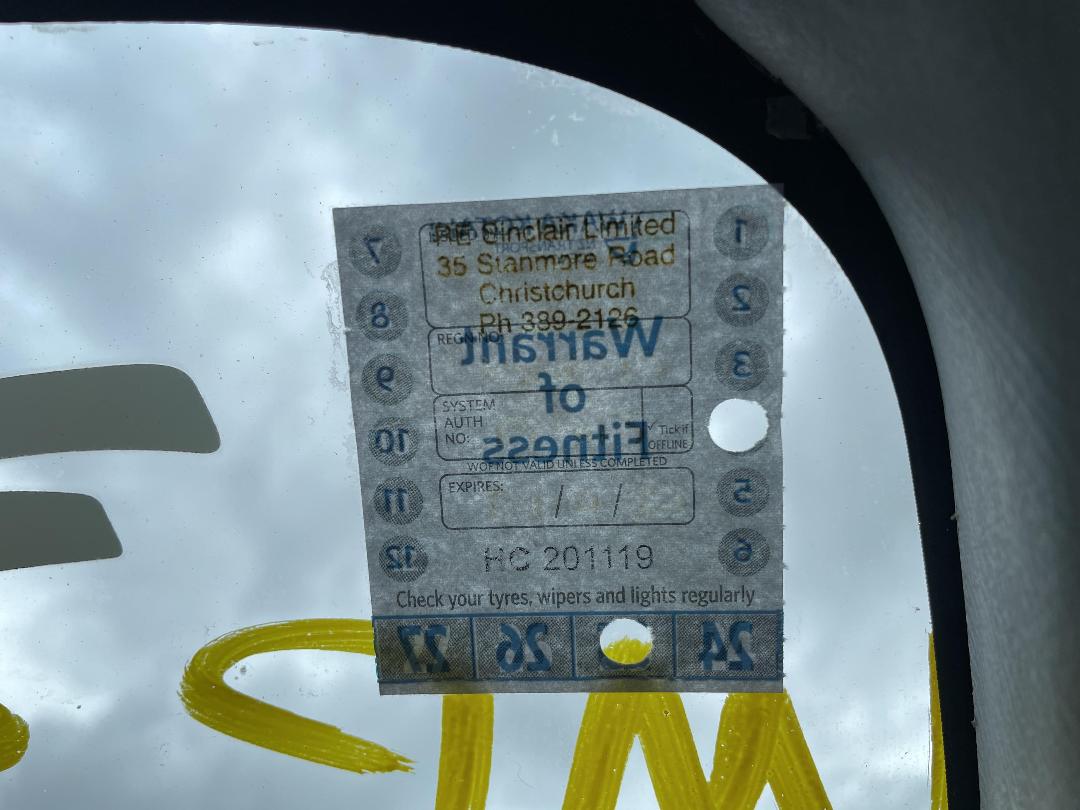 RE Sinclair Limited
35 Stanmore Road
Christchurch
Ph 389-2126
REGN NO:
Warrant
of
Fitness
SYSTEM
AUTH
NO:
✓ Tick if
OFFLINE
WOF NOT VALID UNLESS COMPLETED
EXPIRES: / /
HC 201119
Check your tyres, wipers and lights regularly
7 1
8 2
9 3
10
11 5
12 6
27 26 24